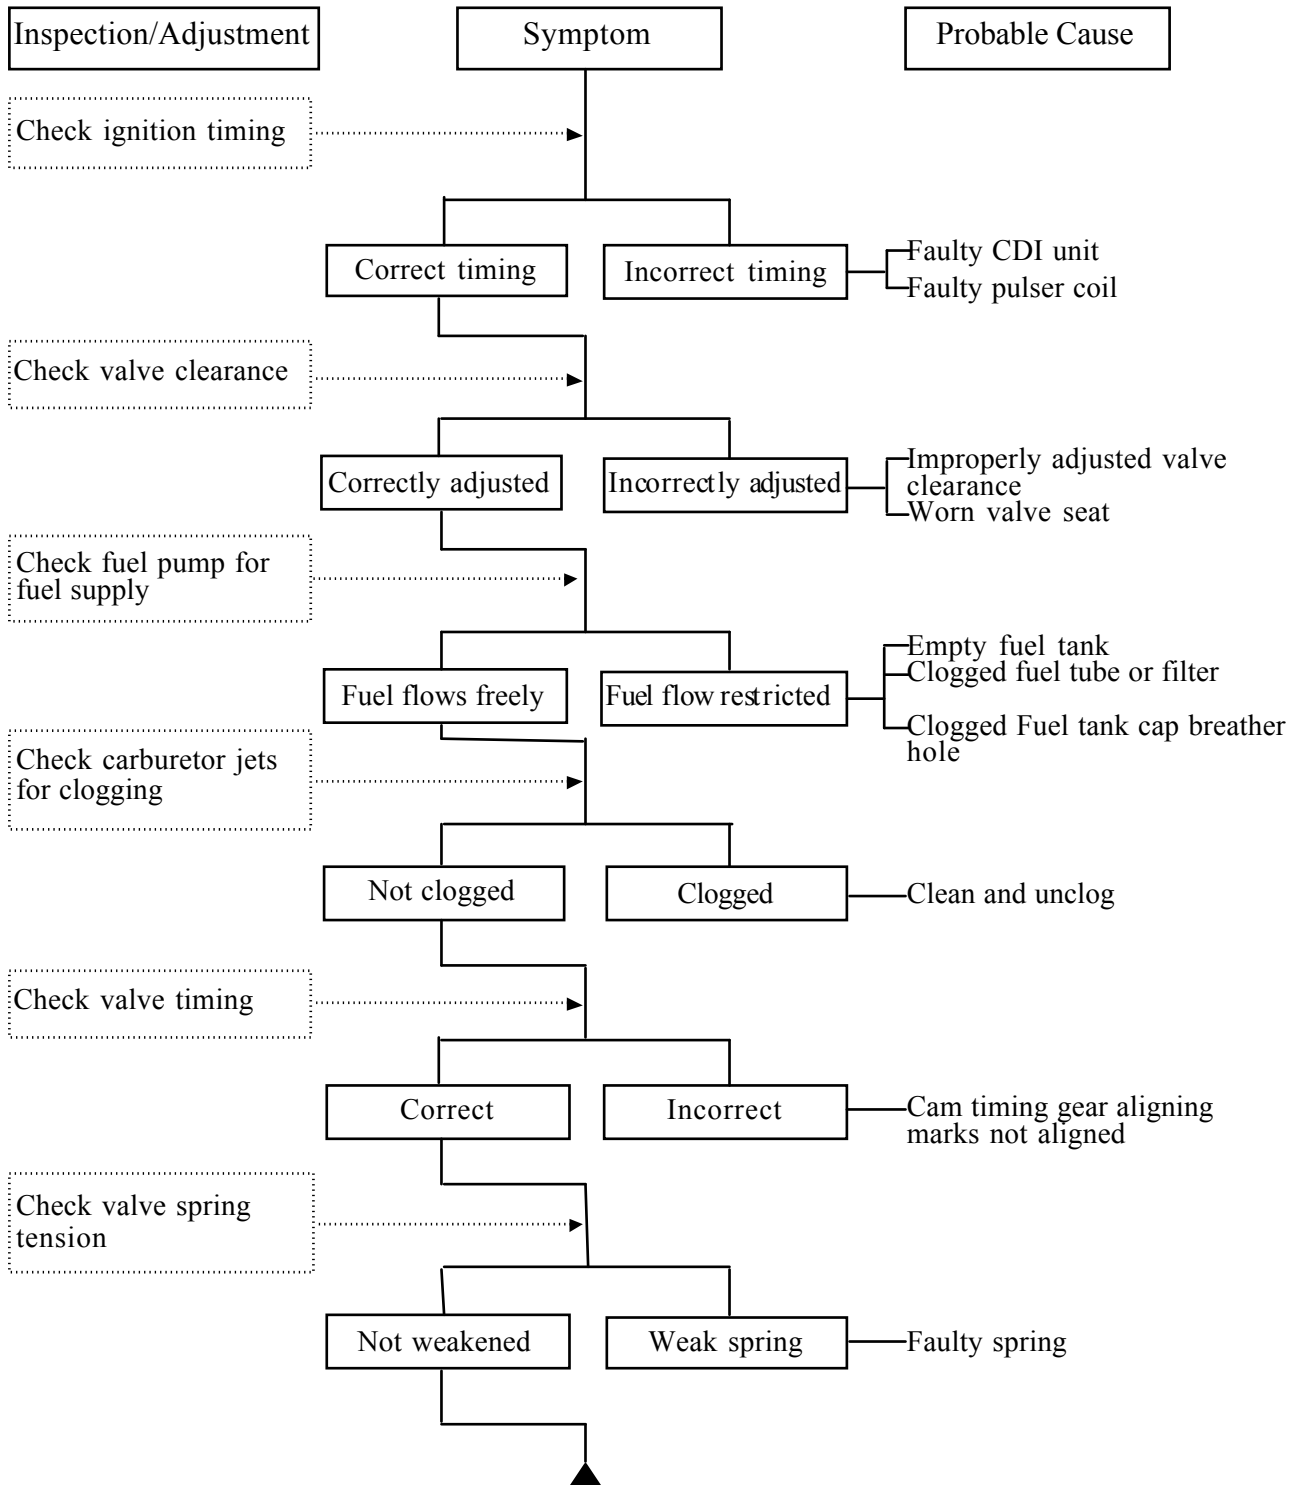 Inspection/Adjustment
Symptom
Probable Cause
Check ignition timing
Correct timing
Incorrect timing
Faulty CDI unit
Faulty pulser coil
Check valve clearance
Correctly adjusted
Incorrectly adjusted
Improperly adjusted valve
clearance
Worn valve seat
Check fuel pump for
fuel supply
Fuel flows freely
Fuel flow restricted
Empty fuel tank
Clogged fuel tube or filter
Clogged Fuel tank cap breather
hole
Check carburetor jets
for clogging
Not clogged
Clogged
Clean and unclog
Check valve timing
Correct
Incorrect
Cam timing gear aligning
marks not aligned
Check valve spring
tension
Not weakened
Weak spring
Faulty spring